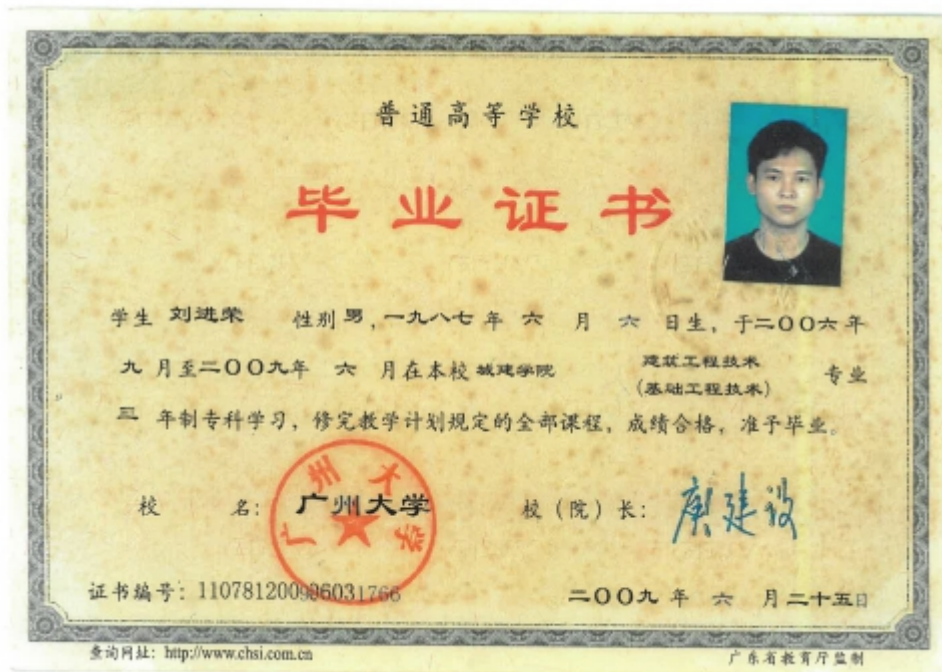 普通高等学校
毕业证书
学生 刘进荣 性别 男，一九八七 年 六 月 六 日生，于二〇〇六年
九 月至二〇〇九年 六 月在本校 城建学院 建筑工程技术 (基础工程技术) 专业
三 年制专科学习，修完教学计划规定的全部课程，成绩合格，准予毕业。
校 名：广州大学 校（院）长：庾建设
广州大学
证书编号：110781200906031766 二〇〇九 年 六 月二十五日
查询网址：http://www.chsi.com.cn 广东省教育厅监制